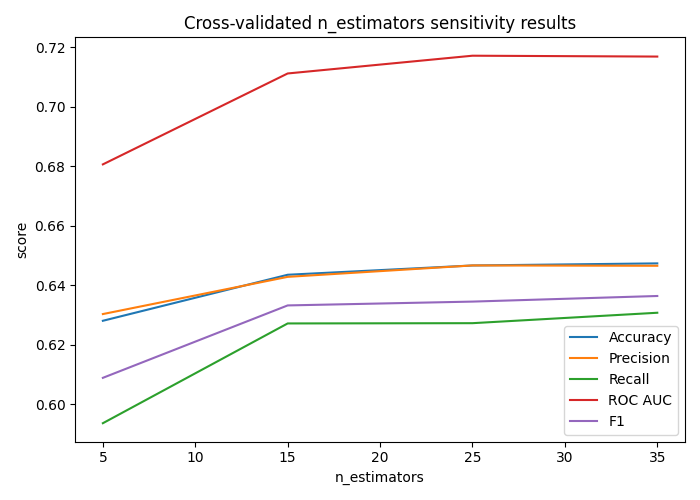 Cross-validated n_estimators sensitivity results
score
0.72
0.70
0.68
0.66
0.64
0.62
0.60
Accuracy
Precision
Recall
ROC AUC
F1
5
10
15
20
25
30
35
n_estimators